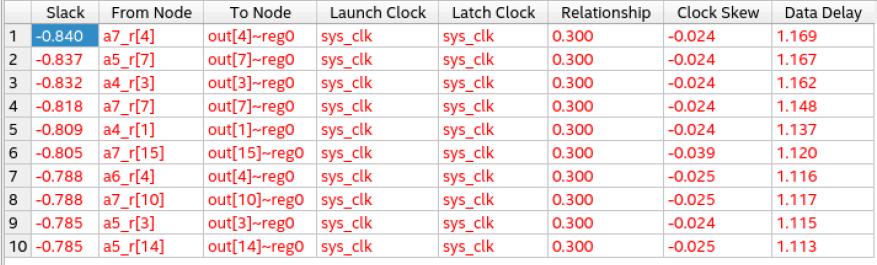 Slack From Node To Node Launch Clock Latch Clock Relationship Clock Skew Data Delay
1 -0.840 a7_r[4] out[4]~reg0 sys_clk sys_clk 0.300 -0.024 1.169
2 -0.837 a5_r[7] out[7]~reg0 sys_clk sys_clk 0.300 -0.024 1.167
3 -0.832 a4_r[3] out[3]~reg0 sys_clk sys_clk 0.300 -0.024 1.162
4 -0.818 a7_r[7] out[7]~reg0 sys_clk sys_clk 0.300 -0.024 1.148
5 -0.809 a4_r[1] out[1]~reg0 sys_clk sys_clk 0.300 -0.024 1.137
6 -0.805 a7_r[15] out[15]~reg0 sys_clk sys_clk 0.300 -0.039 1.120
7 -0.788 a6_r[4] out[4]~reg0 sys_clk sys_clk 0.300 -0.025 1.116
8 -0.788 a7_r[10] out[10]~reg0 sys_clk sys_clk 0.300 -0.025 1.117
9 -0.785 a5_r[3] out[3]~reg0 sys_clk sys_clk 0.300 -0.024 1.115
10 -0.785 a5_r[14] out[14]~reg0 sys_clk sys_clk 0.300 -0.025 1.113